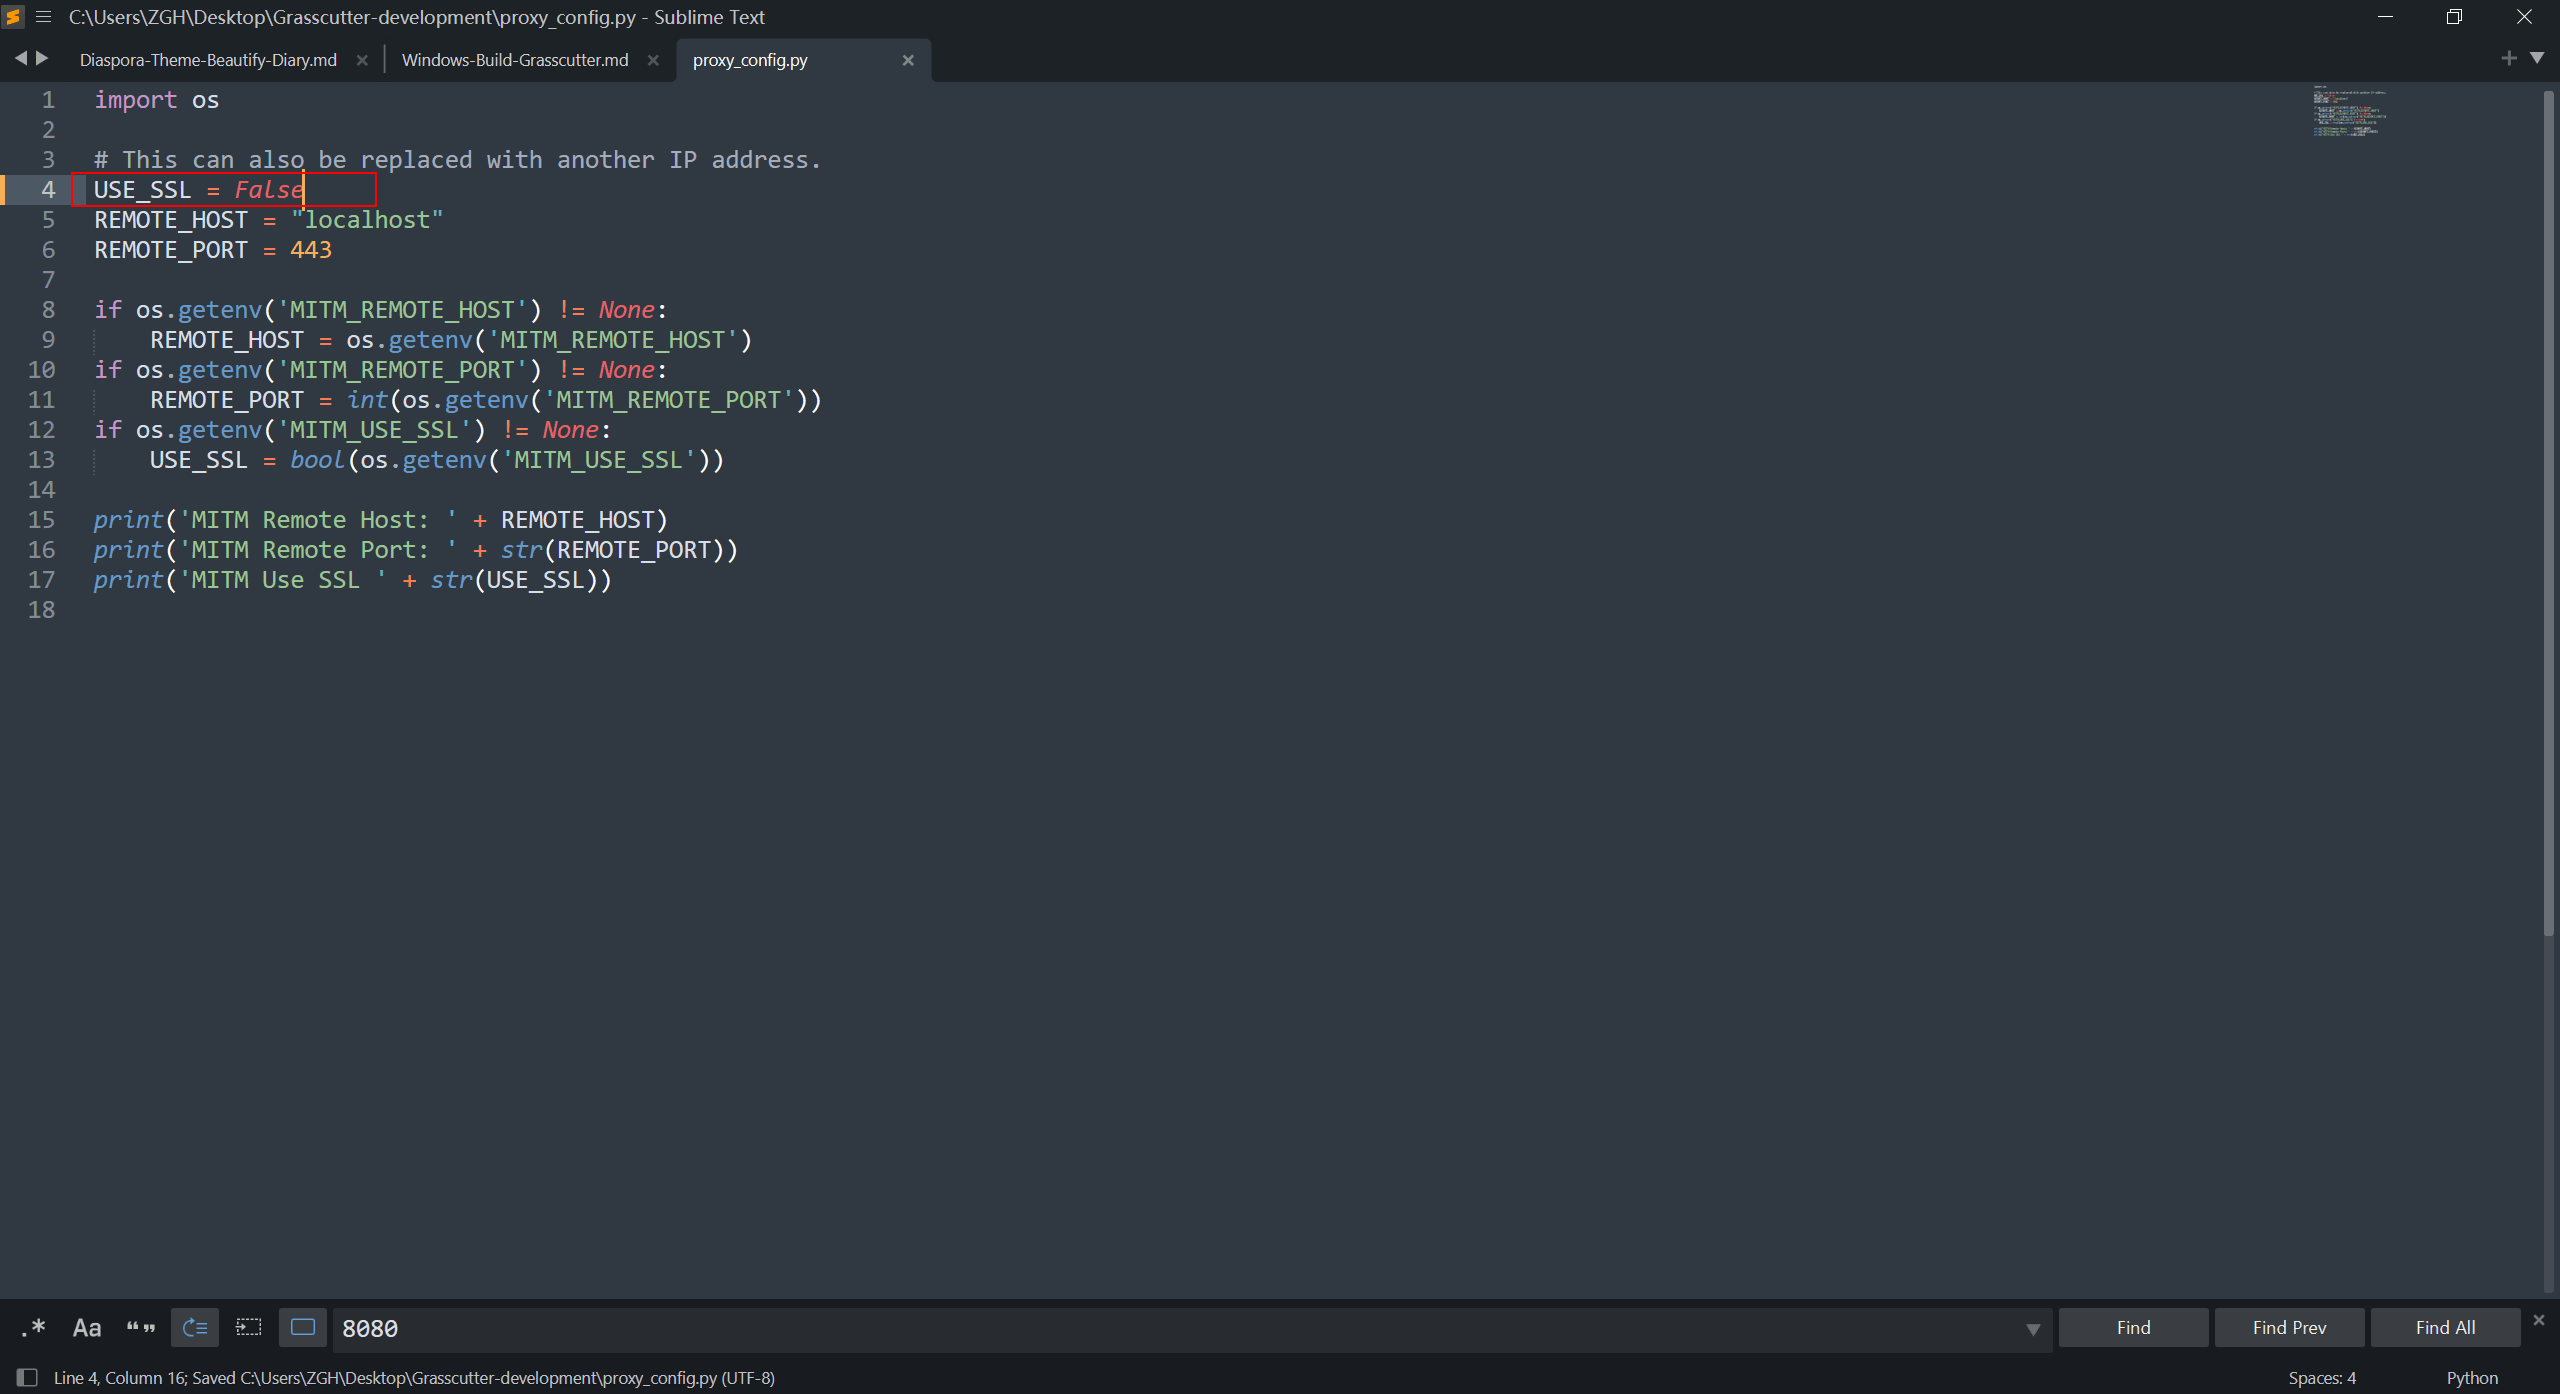 C:\Users\ZGH\Desktop\Grasscutter-development\proxy_config.py - Sublime Text
Diaspora-Theme-Beautify-Diary.md
Windows-Build-Grasscutter.md
proxy_config.py
1 import os
2
3 # This can also be replaced with another IP address.
4 USE_SSL = False
5 REMOTE_HOST = "localhost"
6 REMOTE_PORT = 443
7
8 if os.getenv('MITM_REMOTE_HOST') != None:
9     REMOTE_HOST = os.getenv('MITM_REMOTE_HOST')
10 if os.getenv('MITM_REMOTE_PORT') != None:
11     REMOTE_PORT = int(os.getenv('MITM_REMOTE_PORT'))
12 if os.getenv('MITM_USE_SSL') != None:
13     USE_SSL = bool(os.getenv('MITM_USE_SSL'))
14
15 print('MITM Remote Host: ' + REMOTE_HOST)
16 print('MITM Remote Port: ' + str(REMOTE_PORT))
17 print('MITM Use SSL ' + str(USE_SSL))
18
.* Aa “” 8080 Find Find Prev Find All
Line 4, Column 16; Saved C:\Users\ZGH\Desktop\Grasscutter-development\proxy_config.py (UTF-8) Spaces: 4 Python